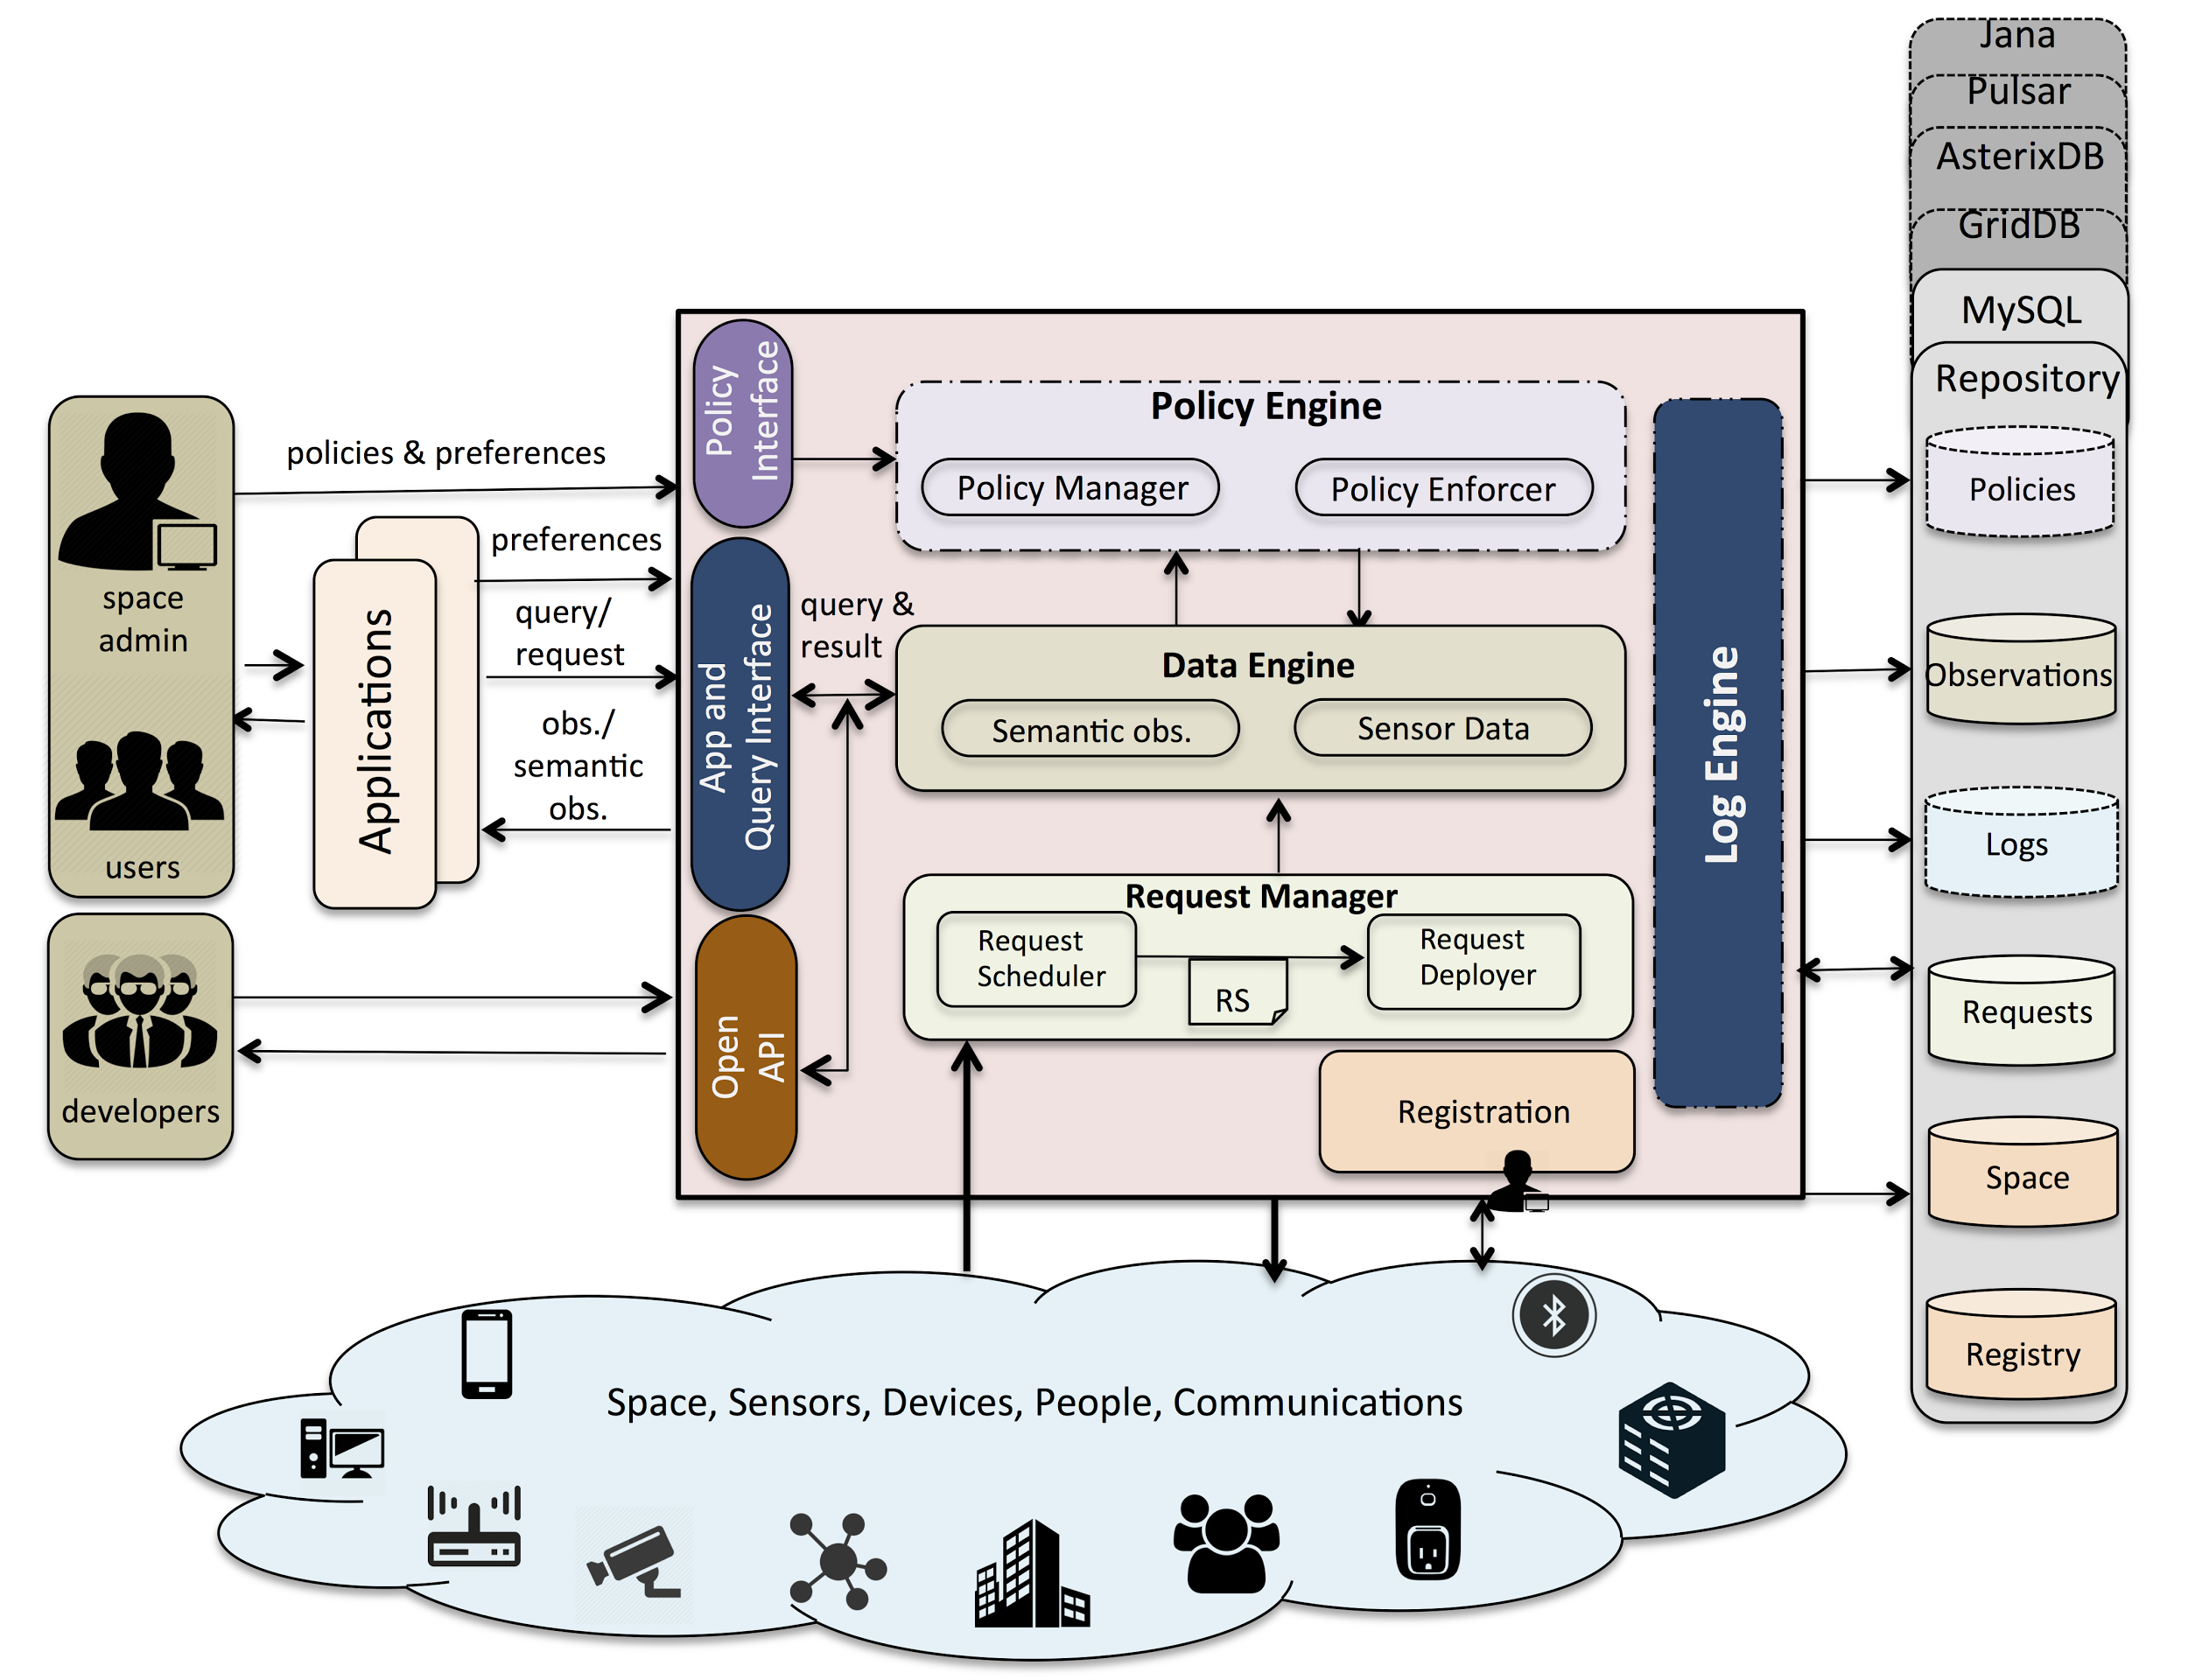 Jana
Pulsar
AsterixDB
GridDB
MySQL
Repository
Policies
Observations
Logs
Requests
Space
Registry
space
admin
users
developers
policies & preferences
Applications
preferences
query/
request
obs./
semantic
obs.
Policy
Interface
App and
Query Interface
Open
API
query &
result
Policy Engine
Policy Manager
Policy Enforcer
Data Engine
Semantic obs.
Sensor Data
Request Manager
Request
Scheduler
RS
Request
Deployer
Registration
Log Engine
Space, Sensors, Devices, People, Communications